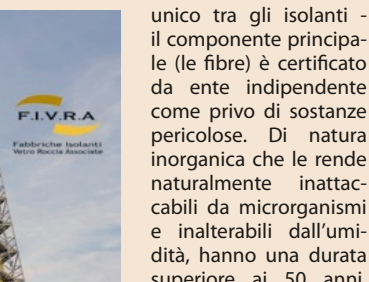 F.I.V.R.A
Fabbriche Isolanti
Vetro Roccia Associate
unico tra gli isolanti -
il componente principa-
le (le fibre) è certificato
da ente indipendente
come privo di sostanze
pericolose. Di natura
inorganica che le rende
naturalmente inattac-
cabili da microrganismi
e inalterabili dall'umi-
dità, hanno una durata
superiore ai 50 anni.